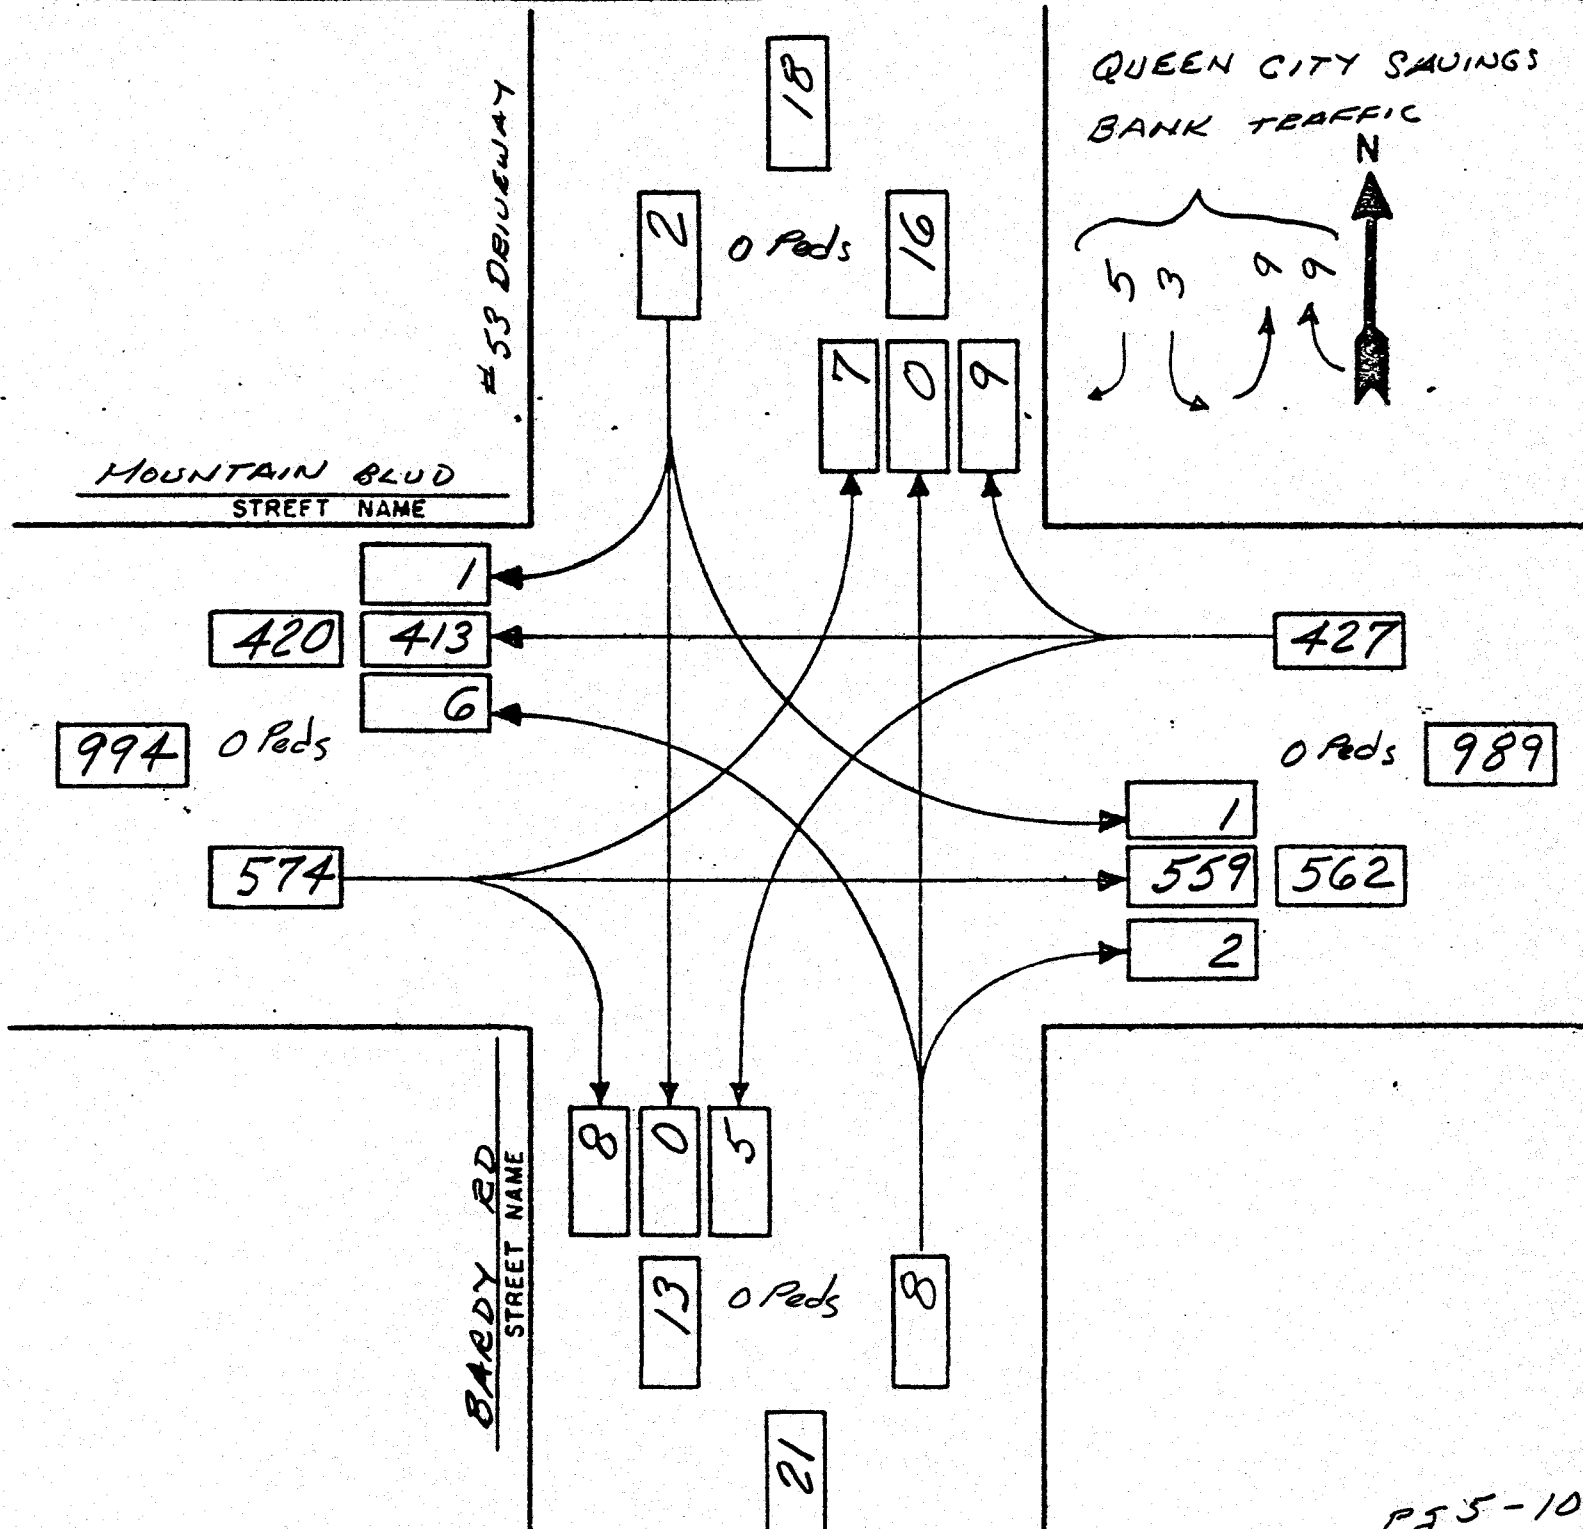 QUEEN CITY SAVINGS
BANK TRAFFIC
N
5 3 9 9
18
2 0 Peds 16
7 0 9
#53 DRIVEWAY
MOUNTAIN BLVD
STREET NAME
1
420 413 427
6
994 0 Peds 0 Peds 989
1
574 559 562
2
8 0 5
BARDY RD
STREET NAME
13 0 Peds 8
21
PS 5-10